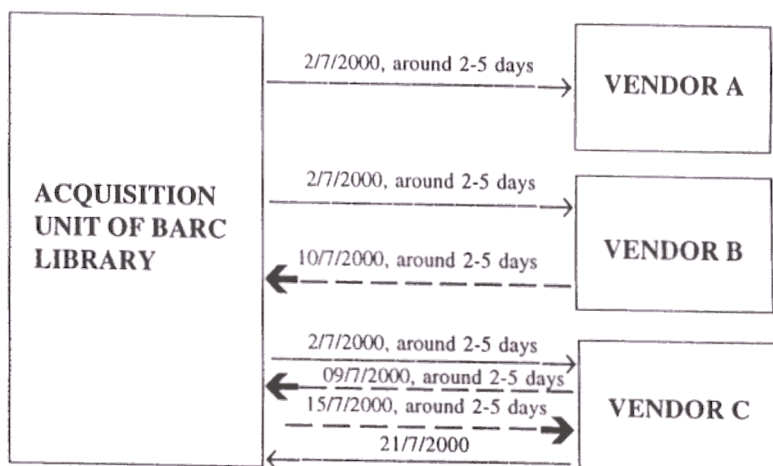 2/7/2000, around 2-5 days
VENDOR A
ACQUISITION
UNIT OF BARC
LIBRARY
2/7/2000, around 2-5 days
10/7/2000, around 2-5 days
VENDOR B
2/7/2000, around 2-5 days
09/7/2000, around 2-5 days
15/7/2000, around 2-5 days
21/7/2000
VENDOR C